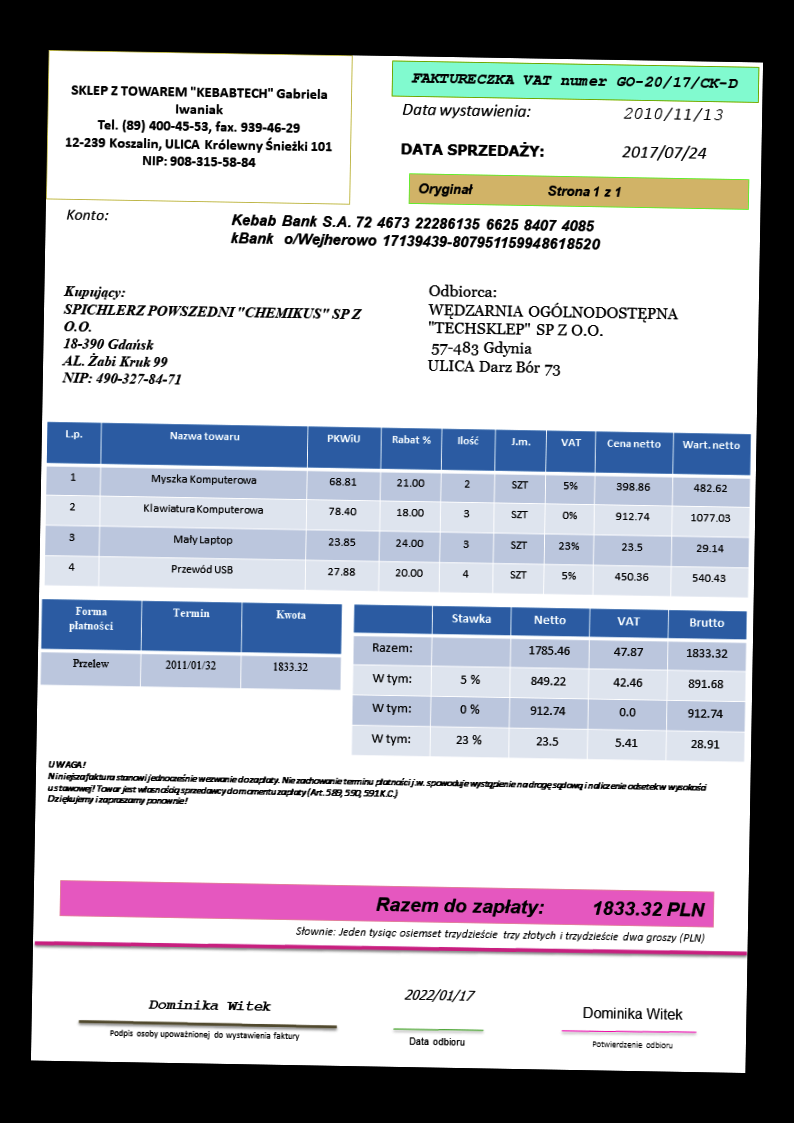 SKLEP Z TOWAREM "KEBABTECH" Gabriela
Iwaniak
Tel. (89) 400-45-53, fax. 939-46-29
12-239 Koszalin, ULICA Królewny Śnieżki 101
NIP: 908-315-58-84
FAKTURECZKA VAT numer GO-20/17/CK-D
Data wystawienia: 2010/11/13
DATA SPRZEDAŻY: 2017/07/24
Oryginał Strona 1 z 1
Konto:
Kebab Bank S.A. 72 4673 22286135 6625 8407 4085
kBank o/Wejherowo 17139439-807951159948618520
Kupujący:
SPICHLERZ POWSZEDNI "CHEMIKUS" SP Z
O.O.
18-390 Gdańsk
AL. Żabi Kruk 99
NIP: 490-327-84-71
Odbiorca:
WĘDZARNIA OGÓLNODOSTĘPNA
"TECHSKLEP" SP Z O.O.
57-483 Gdynia
ULICA Darz Bór 73
L.p. Nazwa towaru PKWiU Rabat % Ilość J.m. VAT Cena netto Wart. netto
1 Myszka Komputerowa 68.81 21.00 2 SZT 5% 398.86 482.62
2 Klawiatura Komputerowa 78.40 18.00 3 SZT 0% 912.74 1077.03
3 Mały Laptop 23.85 24.00 3 SZT 23% 23.5 29.14
4 Przewód USB 27.88 20.00 4 SZT 5% 450.36 540.43
Forma płatności Termin Kwota
Przelew 2011/01/32 1833.32
Stawka Netto VAT Brutto
Razem: 1785.46 47.87 1833.32
W tym: 5 % 849.22 42.46 891.68
W tym: 0 % 912.74 0.0 912.74
W tym: 23 % 23.5 5.41 28.91
UWAGA!
Niniejsza faktura stanowi jednocześnie wezwanie do zapłaty. Nie zachowanie terminu płatności j.w. spowoduje wystąpienie na drogę sądową i naliczenie odsetek w wysokości
ustawowej! Towar jest własnością sprzedawcy do momentu zapłaty (Art. 589, 590, 591 K.C.)
Dziękujemy i zapraszamy ponownie!
Razem do zapłaty: 1833.32 PLN
Słownie: Jeden tysiąc osiemset trzydzieście trzy złotych i trzydzieście dwa groszy (PLN)
Dominika Witek
Podpis osoby upoważnionej do wystawienia faktury
2022/01/17
Data odbioru
Dominika Witek
Potwierdzenie odbioru